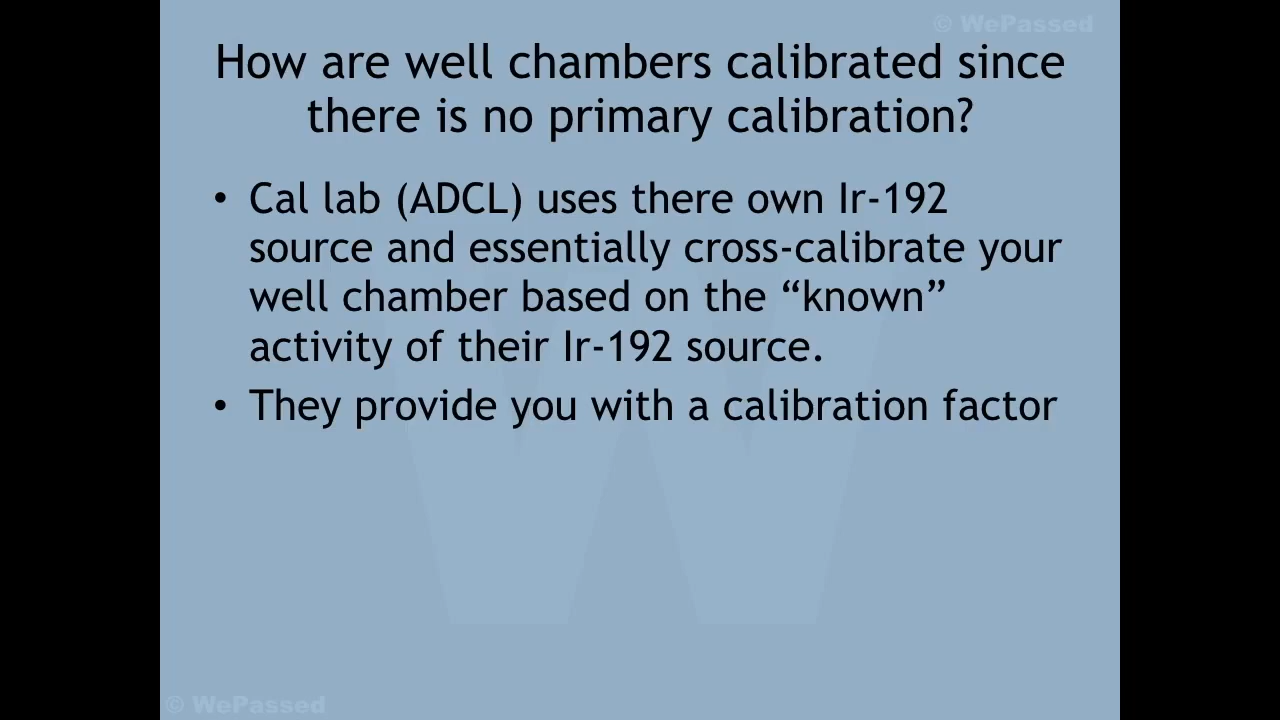 © WePassed
How are well chambers calibrated since
there is no primary calibration?
• Cal lab (ADCL) uses there own Ir-192
source and essentially cross-calibrate your
well chamber based on the “known”
activity of their Ir-192 source.
• They provide you with a calibration factor
© WePassed